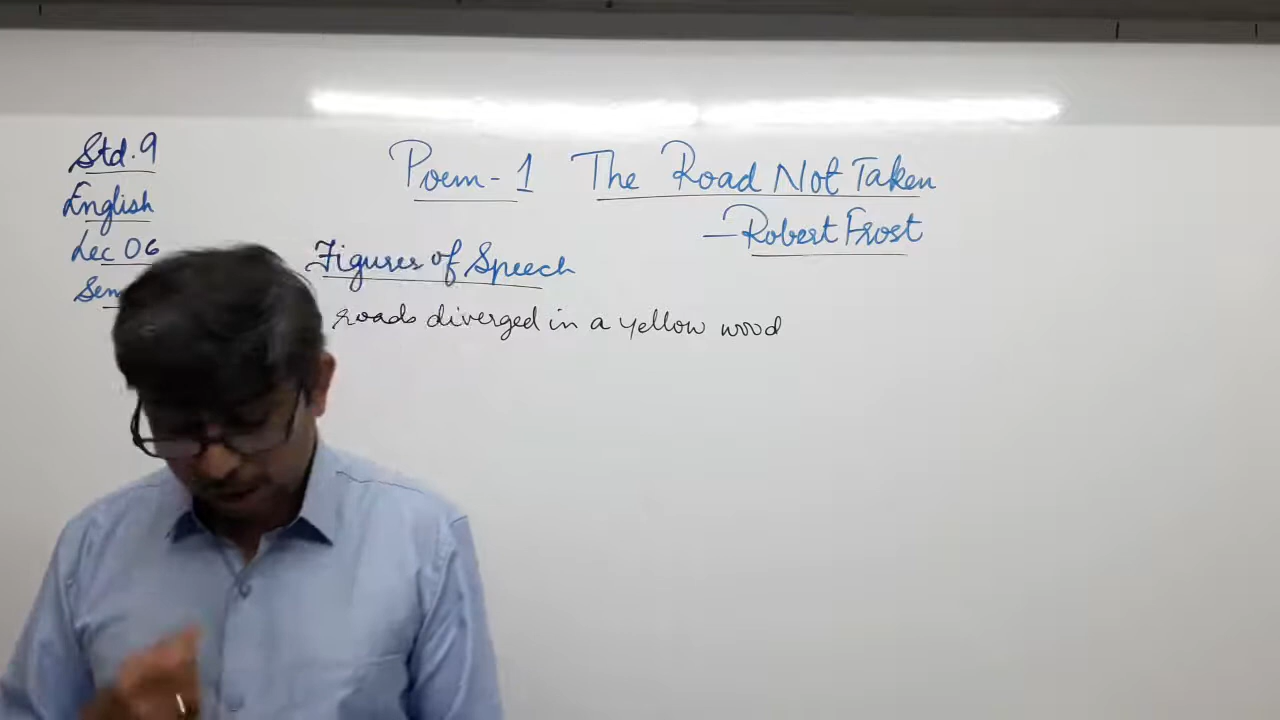 Std. 9
English
Lec 06
Sem
Poem-1 The Road Not Taken
—Robert Frost
Figures of Speech
roads diverged in a yellow wood